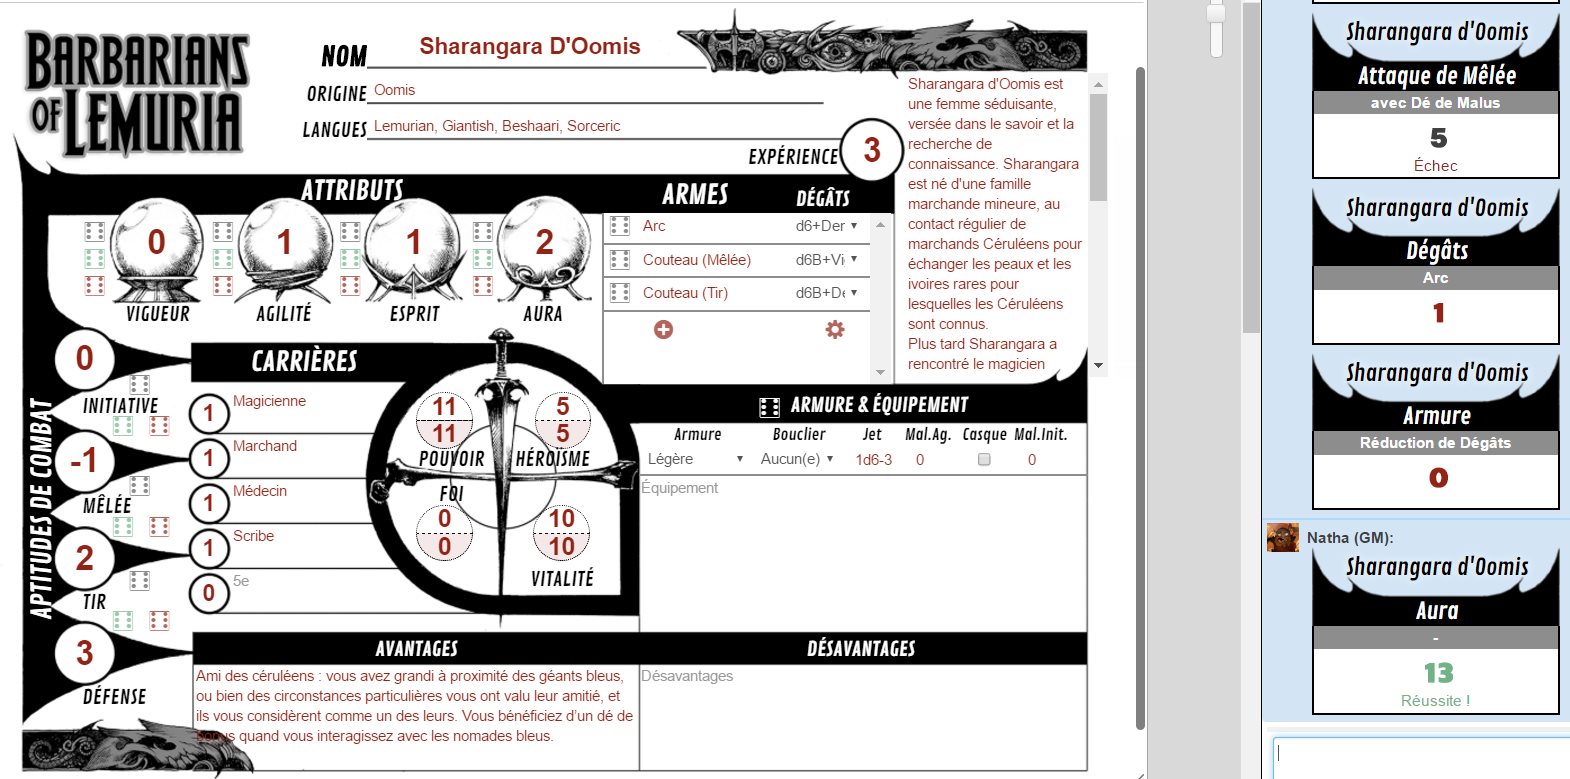 BARBARIANS
OF LEMURIA
NOM Sharangara D'Oomis
ORIGINE Oomis
LANGUES Lemurian, Giantish, Beshaari, Sorceric
EXPÉRIENCE 3
Sharangara d'Oomis est
une femme séduisante,
versée dans le savoir et la
recherche de
connaissance. Sharangara
est né d'une famille
marchande mineure, au
contact régulier de
marchands Céruléens pour
échanger les peaux et les
ivoires rares pour
lesquelles les Céruléens
sont connus.
Plus tard Sharangara a
rencontré le magicien
ATTRIBUTS
0 1 1 2
VIGUEUR AGILITÉ ESPRIT AURA
ARMES DÉGÂTS
Arc d6+Der
Couteau (Mêlée) d6B+Vi
Couteau (Tir) d6B+De
APTITUDES DE COMBAT
0
INITIATIVE
-1
MÊLÉE
2
TIR
3
DÉFENSE
CARRIÈRES
1 Magicienne
1 Marchand
1 Médecin
1 Scribe
0 5e
11
11
POUVOIR
5
5
HÉROÏSME
FOI
0
0
10
10
VITALITÉ
ARMURE & ÉQUIPEMENT
Armure Bouclier Jet Mal.Ag. Casque Mal.Init.
Légère Aucun(e) 1d6-3 0 0
Équipement
AVANTAGES
Ami des céruléens : vous avez grandi à proximité des géants bleus,
ou bien des circonstances particulières vous ont valu leur amitié, et
ils vous considèrent comme un des leurs. Vous bénéficiez d'un dé de
bonus quand vous interagissez avec les nomades bleus.
DÉSAVANTAGES
Désavantages
Sharangara d'Oomis
Attaque de Mêlée
avec Dé de Malus
5
Échec
Sharangara d'Oomis
Dégâts
Arc
1
Sharangara d'Oomis
Armure
Réduction de Dégâts
0
Natha (GM):
Sharangara d'Oomis
Aura
-
13
Réussite !